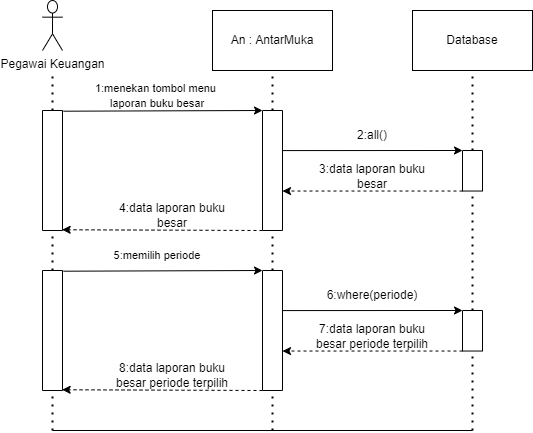 Pegawai Keuangan
An : AntarMuka
Database
1:menekan tombol menu
laporan buku besar
2:all()
3:data laporan buku
besar
4:data laporan buku
besar
5:memilih periode
6:where(periode)
7:data laporan buku
besar periode terpilih
8:data laporan buku
besar periode terpilih